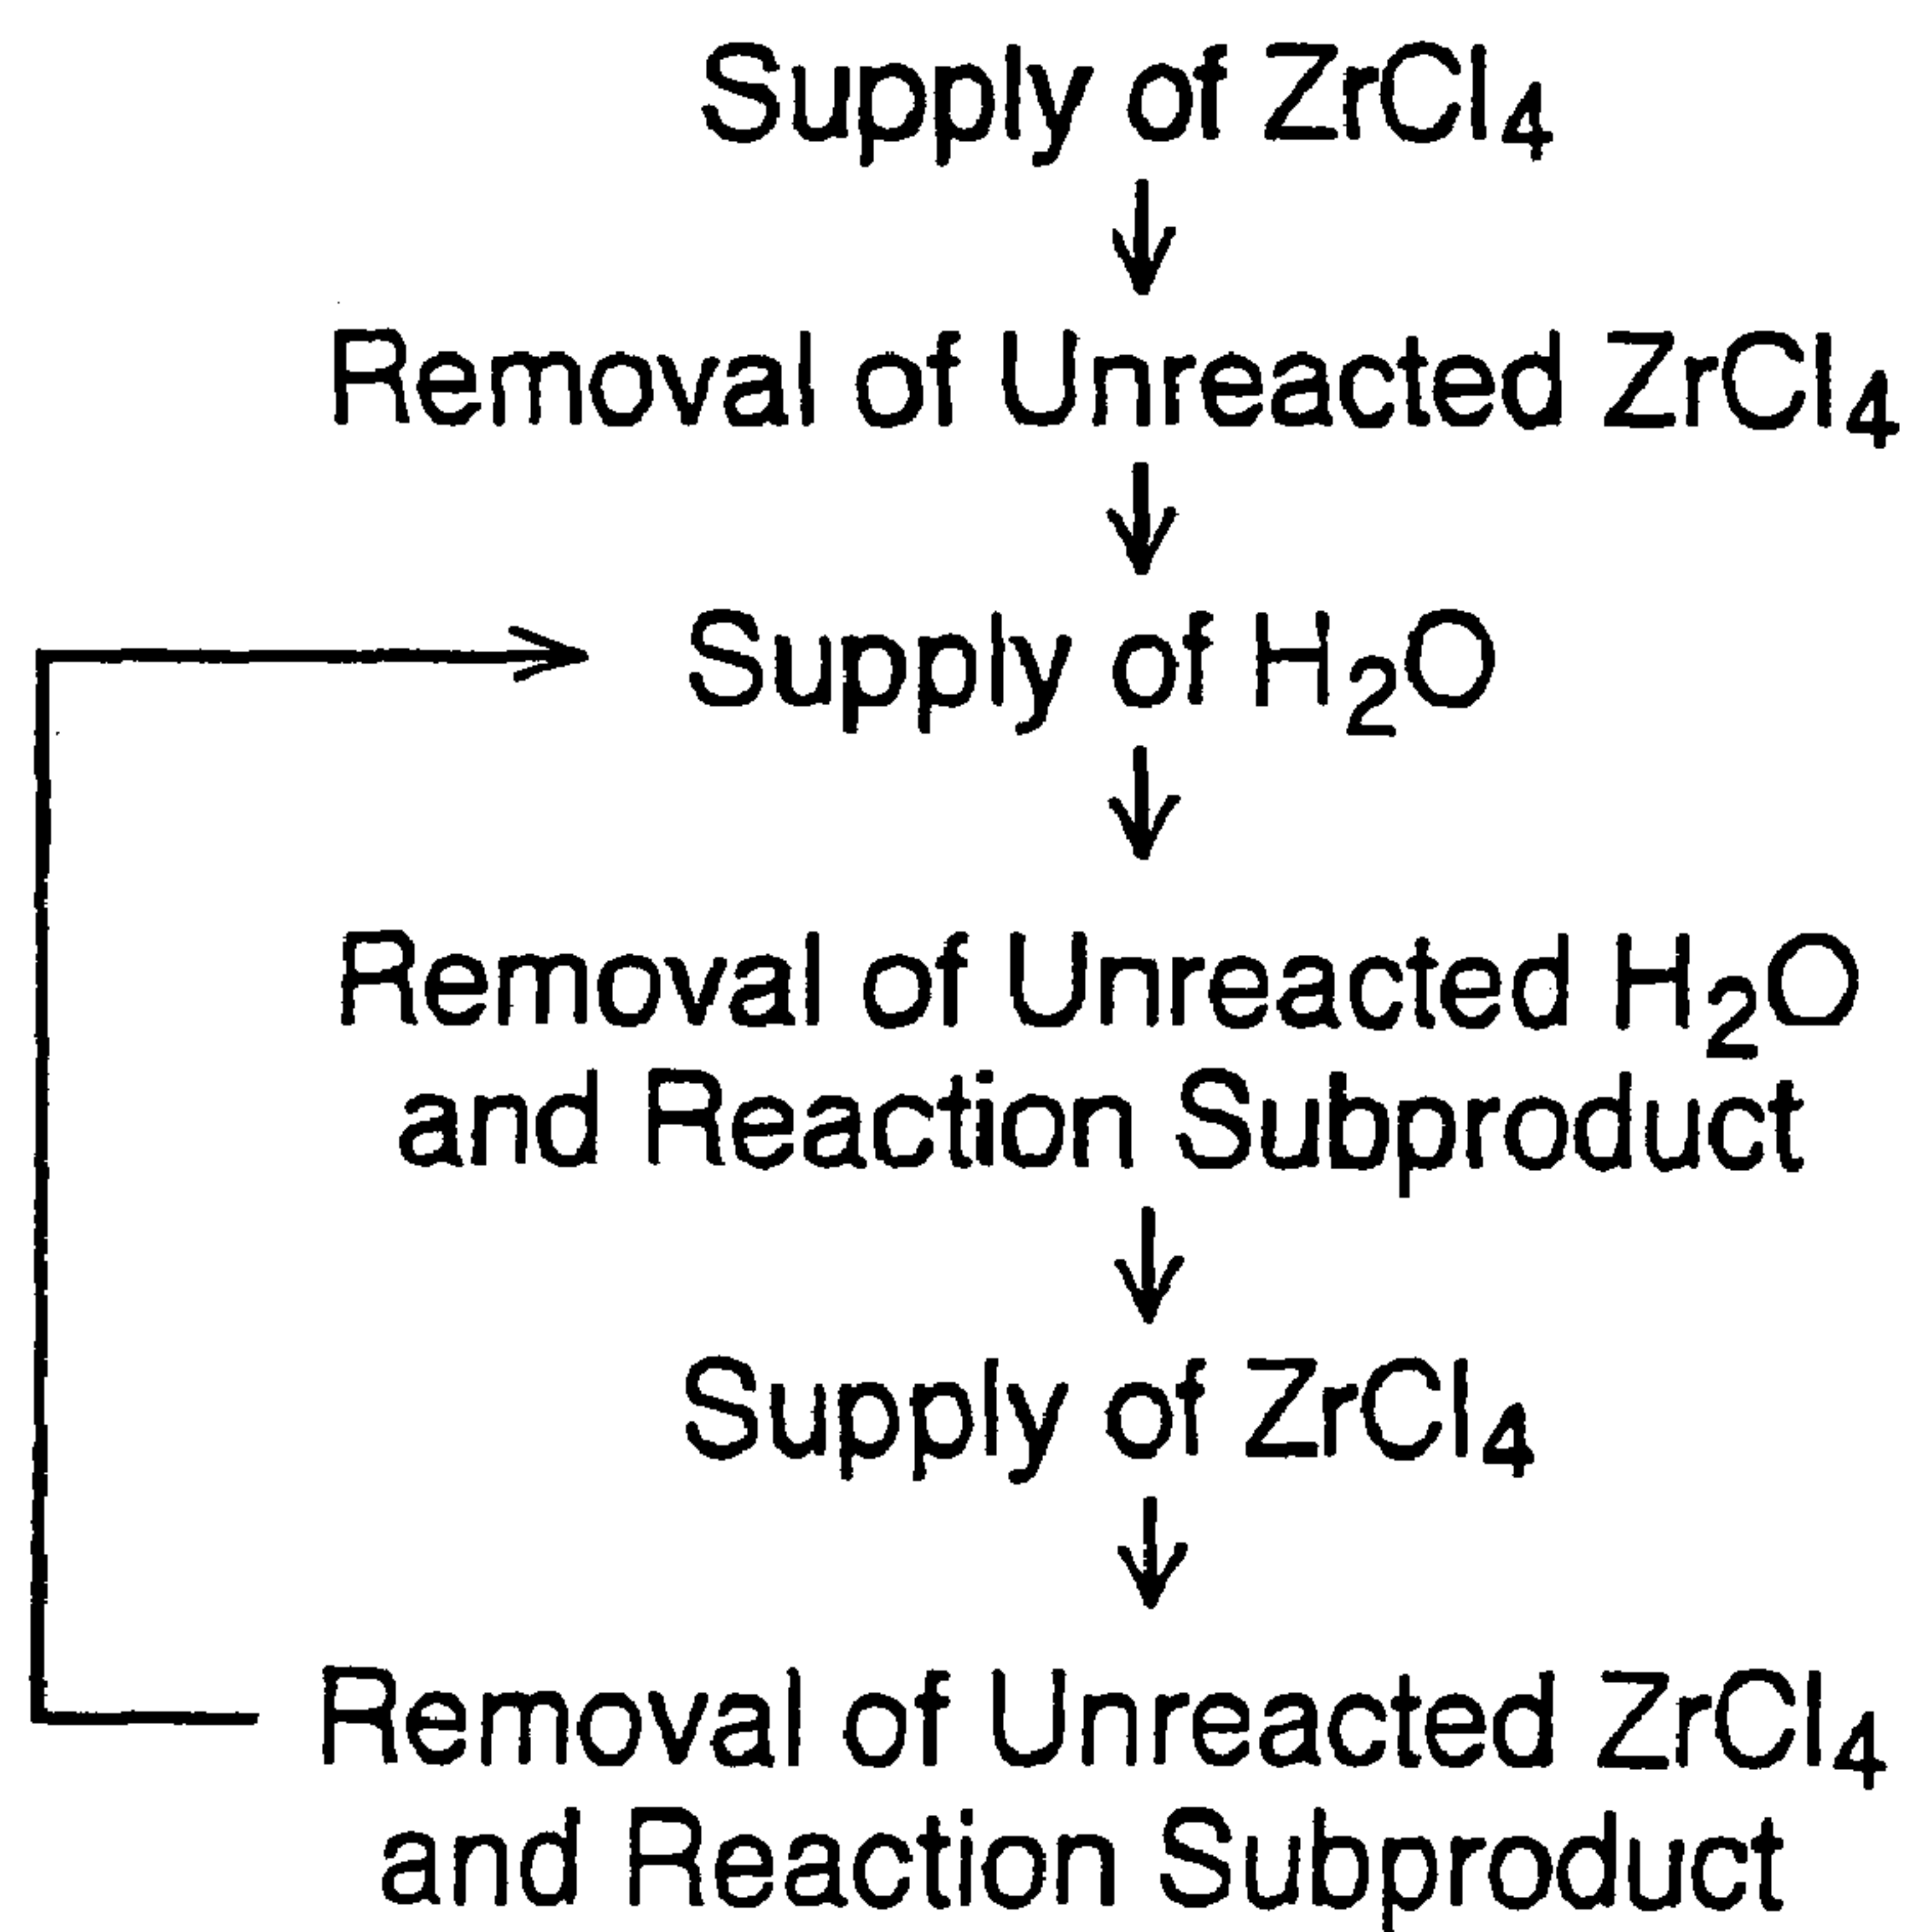 Supply of ZrCl₄
Removal of Unreacted ZrCl₄
Supply of H₂O
Removal of Unreacted H₂O
and Reaction Subproduct
Supply of ZrCl₄
Removal of Unreacted ZrCl₄
and Reaction Subproduct